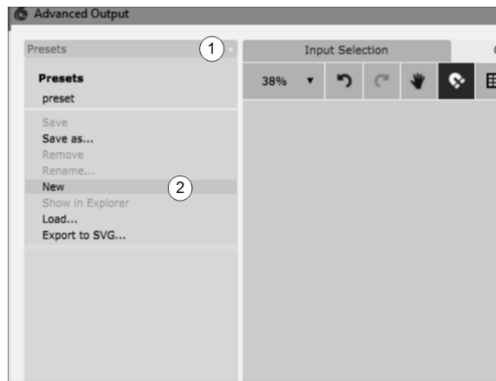 Advanced Output
Presets 1
Input Selection
Presets
38%
preset
Save
Save as...
Remove
Rename...
New 2
Show in Explorer
Load...
Export to SVG...